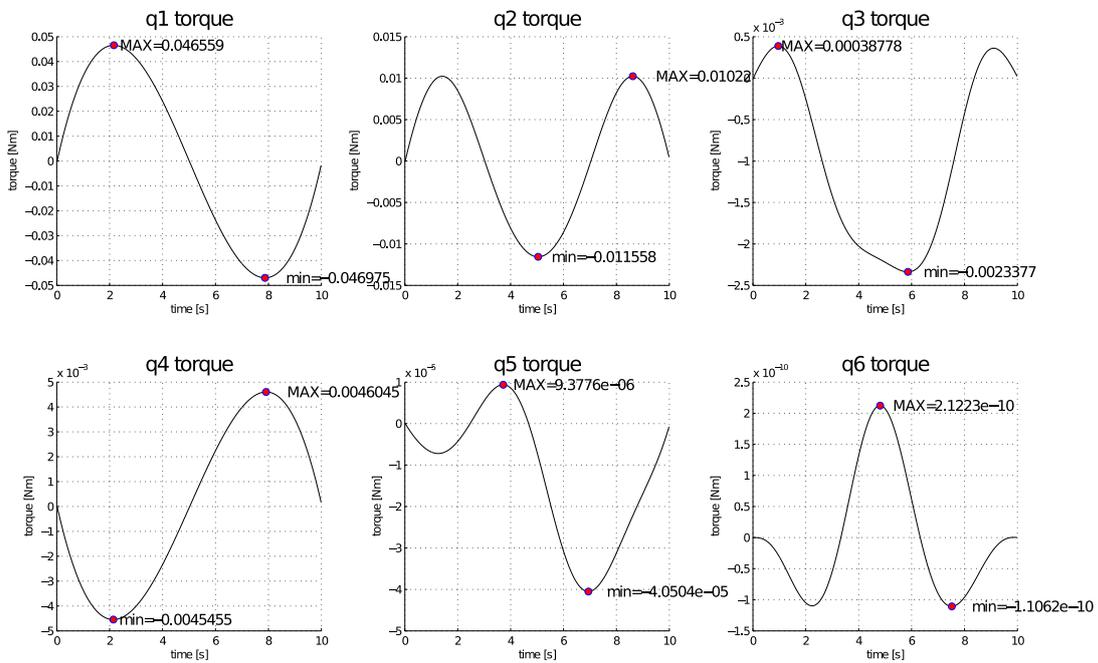 q1 torque
0.05
0.04
0.03
0.02
0.01
0
−0.01
−0.02
−0.03
−0.04
−0.05
torque [Nm]
MAX=0.046559
min=−0.046975
0 2 4 6 8 10
time [s]
q2 torque
0.015
0.01
0.005
0
−0.005
−0.01
−0.015
torque [Nm]
MAX=0.01022
min=−0.011558
0 2 4 6 8 10
time [s]
q3 torque
x 10⁻³
0.5
0
−0.5
−1
−1.5
−2
−2.5
torque [Nm]
MAX=0.00038778
min=−0.0023377
0 2 4 6 8 10
time [s]
q4 torque
x 10⁻³
5
4
3
2
1
0
−1
−2
−3
−4
−5
torque [Nm]
MAX=0.0046045
min=−0.0045455
0 2 4 6 8 10
time [s]
q5 torque
x 10⁻⁵
1
0
−1
−2
−3
−4
−5
torque [Nm]
MAX=9.3776e−06
min=−4.0504e−05
0 2 4 6 8 10
time [s]
q6 torque
x 10⁻¹⁰
2.5
2
1.5
1
0.5
0
−0.5
−1
−1.5
torque [Nm]
MAX=2.1223e−10
min=−1.1062e−10
0 2 4 6 8 10
time [s]